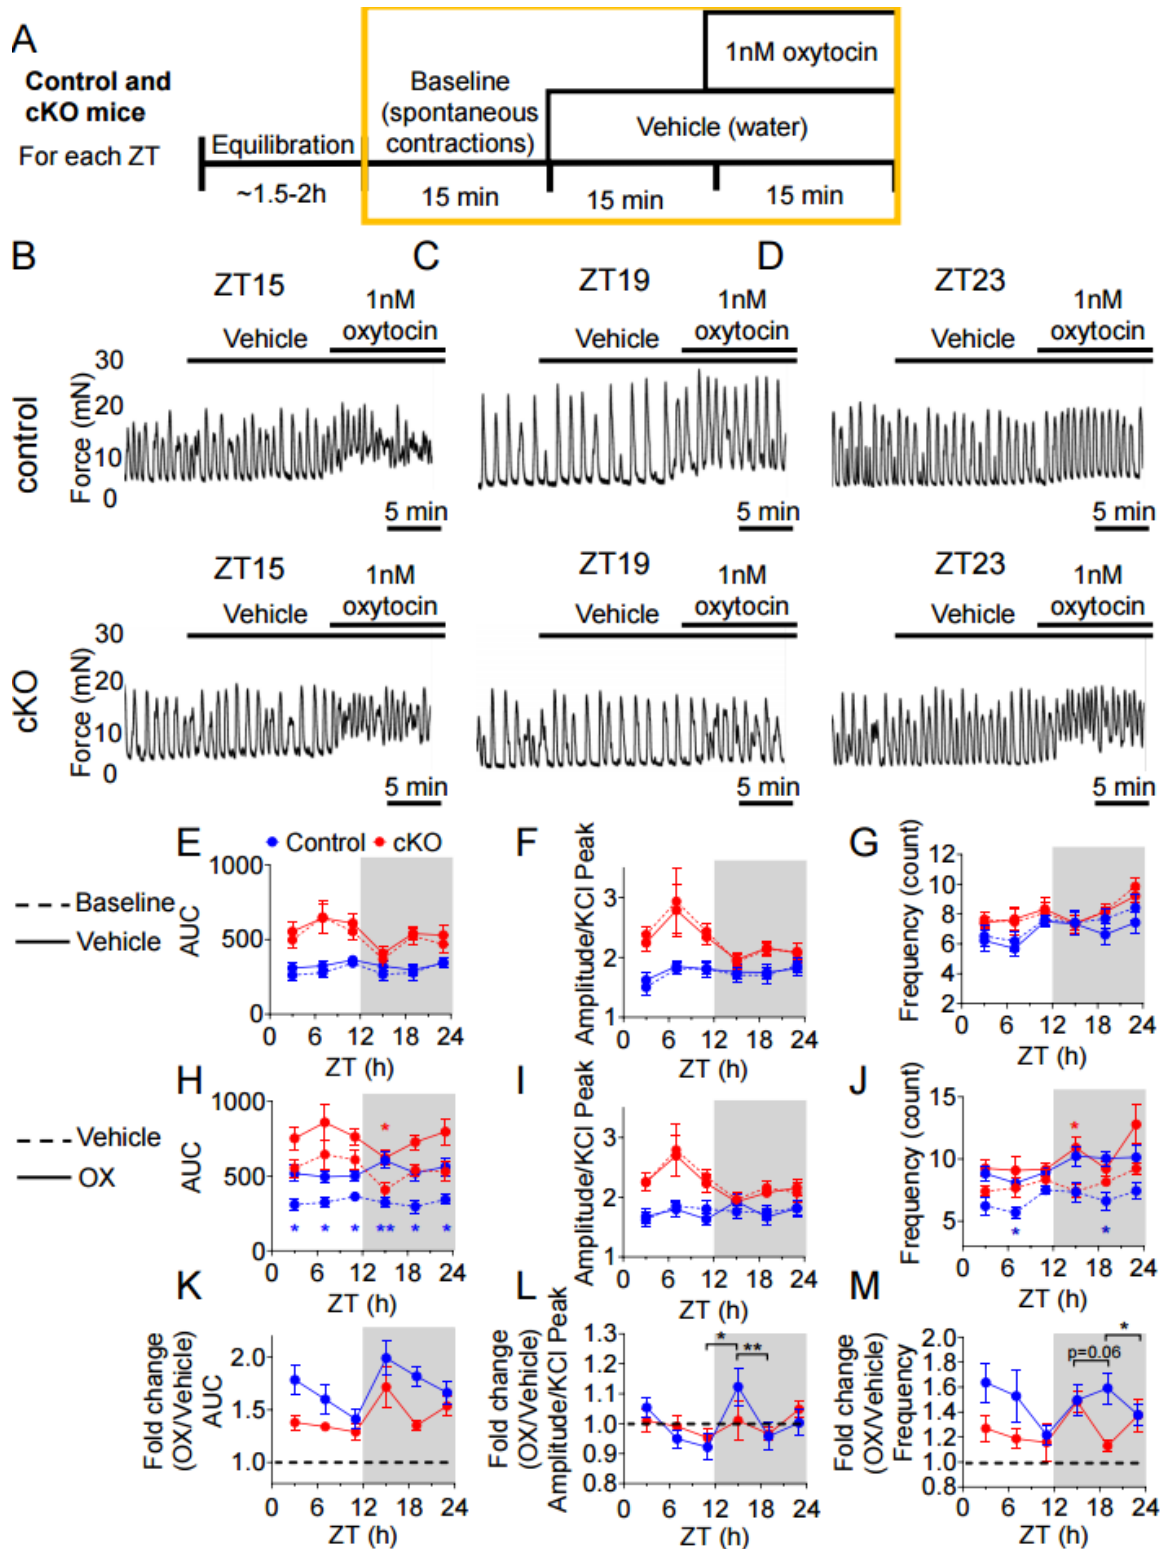 A
Control and
cKO mice
For each ZT
Equilibration
~1.5-2h
Baseline
(spontaneous
contractions)
15 min
1nM oxytocin
Vehicle (water)
15 min
15 min
B
C
D
ZT15
1nM
Vehicle
oxytocin
ZT19
1nM
Vehicle
oxytocin
ZT23
1nM
Vehicle
oxytocin
control
Force (mN)
30
20
10
0
5 min
5 min
5 min
ZT15
1nM
Vehicle
oxytocin
ZT19
1nM
Vehicle
oxytocin
ZT23
1nM
Vehicle
oxytocin
cKO
Force (mN)
30
20
10
0
5 min
5 min
5 min
Baseline
Vehicle
E
Control cKO
AUC
1000
500
0
0 6 12 18 24
ZT (h)
F
Amplitude/KCl Peak
3
2
1
0 6 12 18 24
ZT (h)
G
Frequency (count)
12
10
8
6
4
2
0 6 12 18 24
ZT (h)
Vehicle
OX
H
AUC
1000
500
0
*
* * * ** * *
0 6 12 18 24
ZT (h)
I
Amplitude/KCl Peak
3
2
1
0 6 12 18 24
ZT (h)
J
Frequency (count)
15
10
5
*
* *
0 6 12 18 24
ZT (h)
K
Fold change
(OX/Vehicle)
AUC
2.0
1.5
1.0
0 6 12 18 24
ZT (h)
L
Fold change
(OX/Vehicle)
Amplitude/KCl Peak
1.3
1.2
1.1
1.0
0.9
0.8
*
**
0 6 12 18 24
ZT (h)
M
Fold change
(OX/Vehicle)
Frequency
2.0
1.8
1.6
1.4
1.2
1.0
0.8
p=0.06
*
0 6 12 18 24
ZT (h)